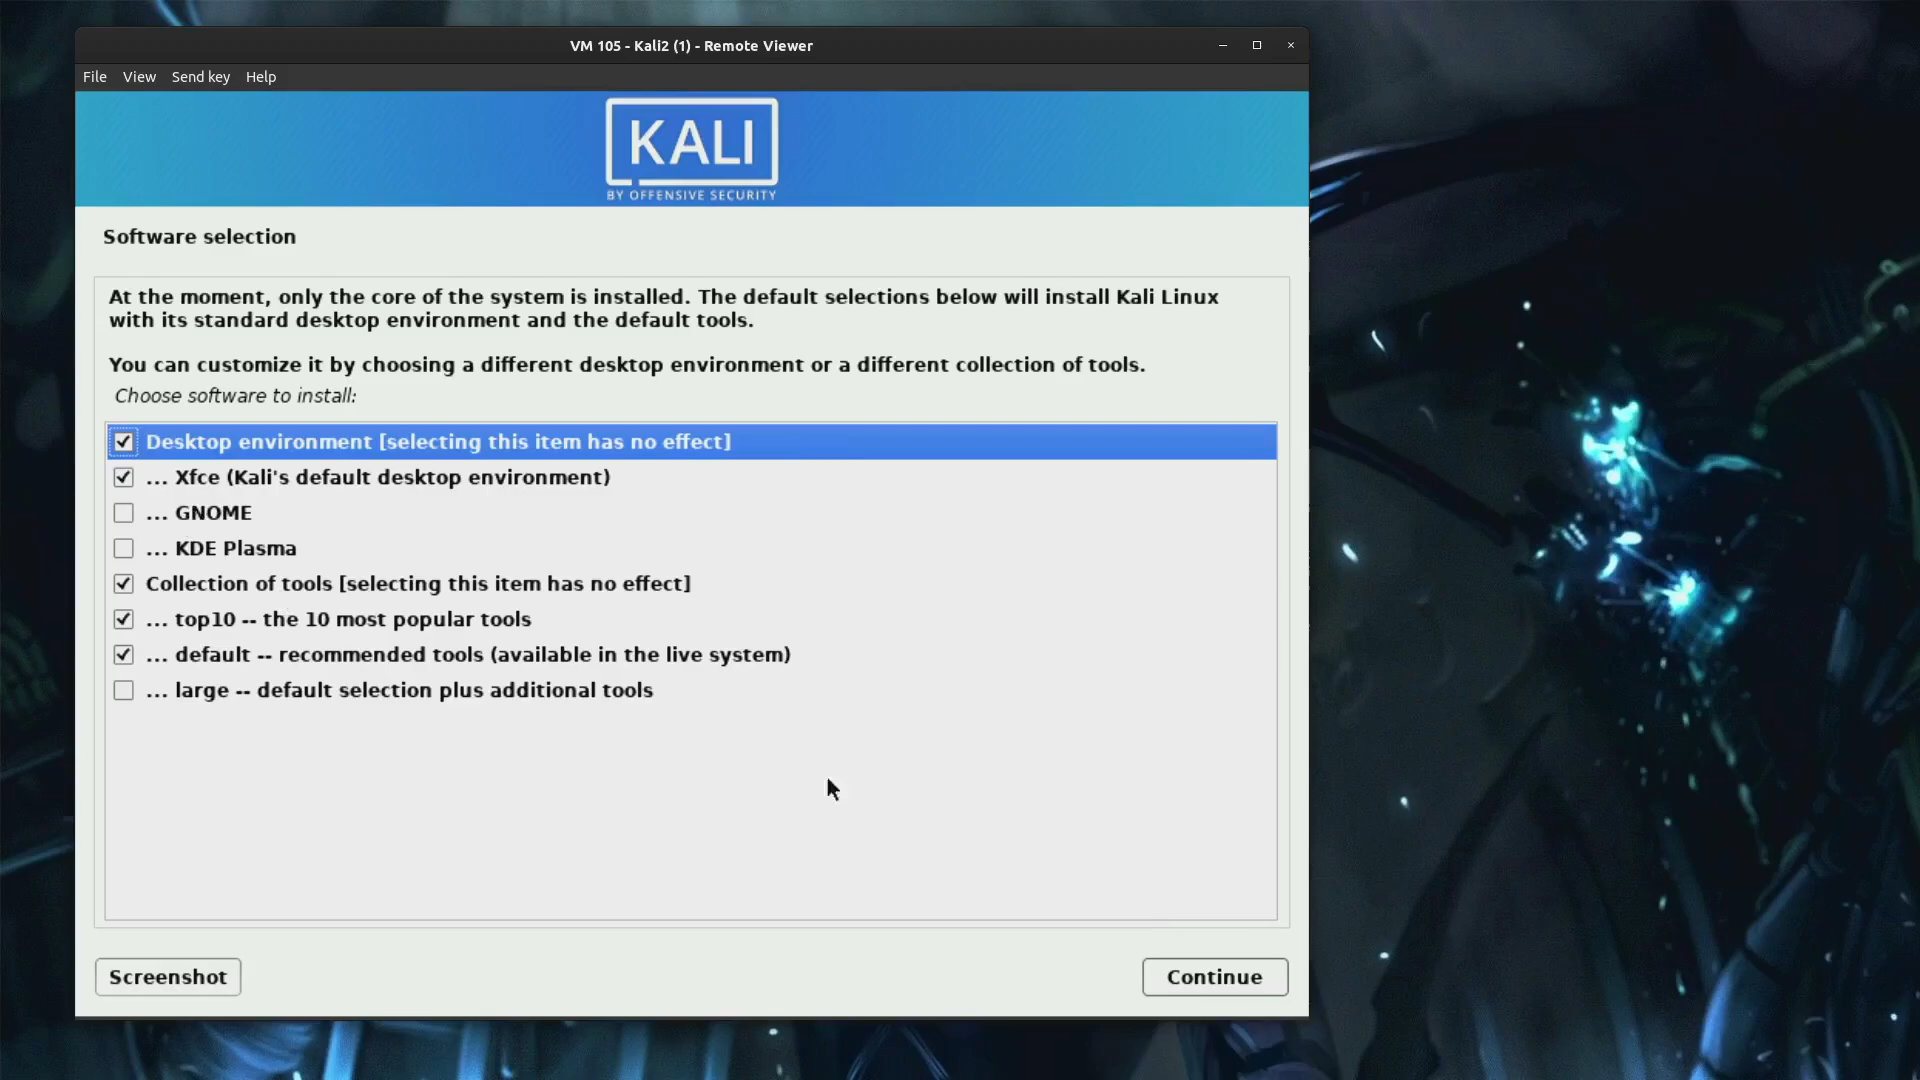 VM 105 - Kali2 (1) - Remote Viewer
File View Send key Help
KALI
BY OFFENSIVE SECURITY
Software selection
At the moment, only the core of the system is installed. The default selections below will install Kali Linux
with its standard desktop environment and the default tools.
You can customize it by choosing a different desktop environment or a different collection of tools.
Choose software to install:
Desktop environment [selecting this item has no effect]
... Xfce (Kali's default desktop environment)
... GNOME
... KDE Plasma
Collection of tools [selecting this item has no effect]
... top10 -- the 10 most popular tools
... default -- recommended tools (available in the live system)
... large -- default selection plus additional tools
Screenshot
Continue